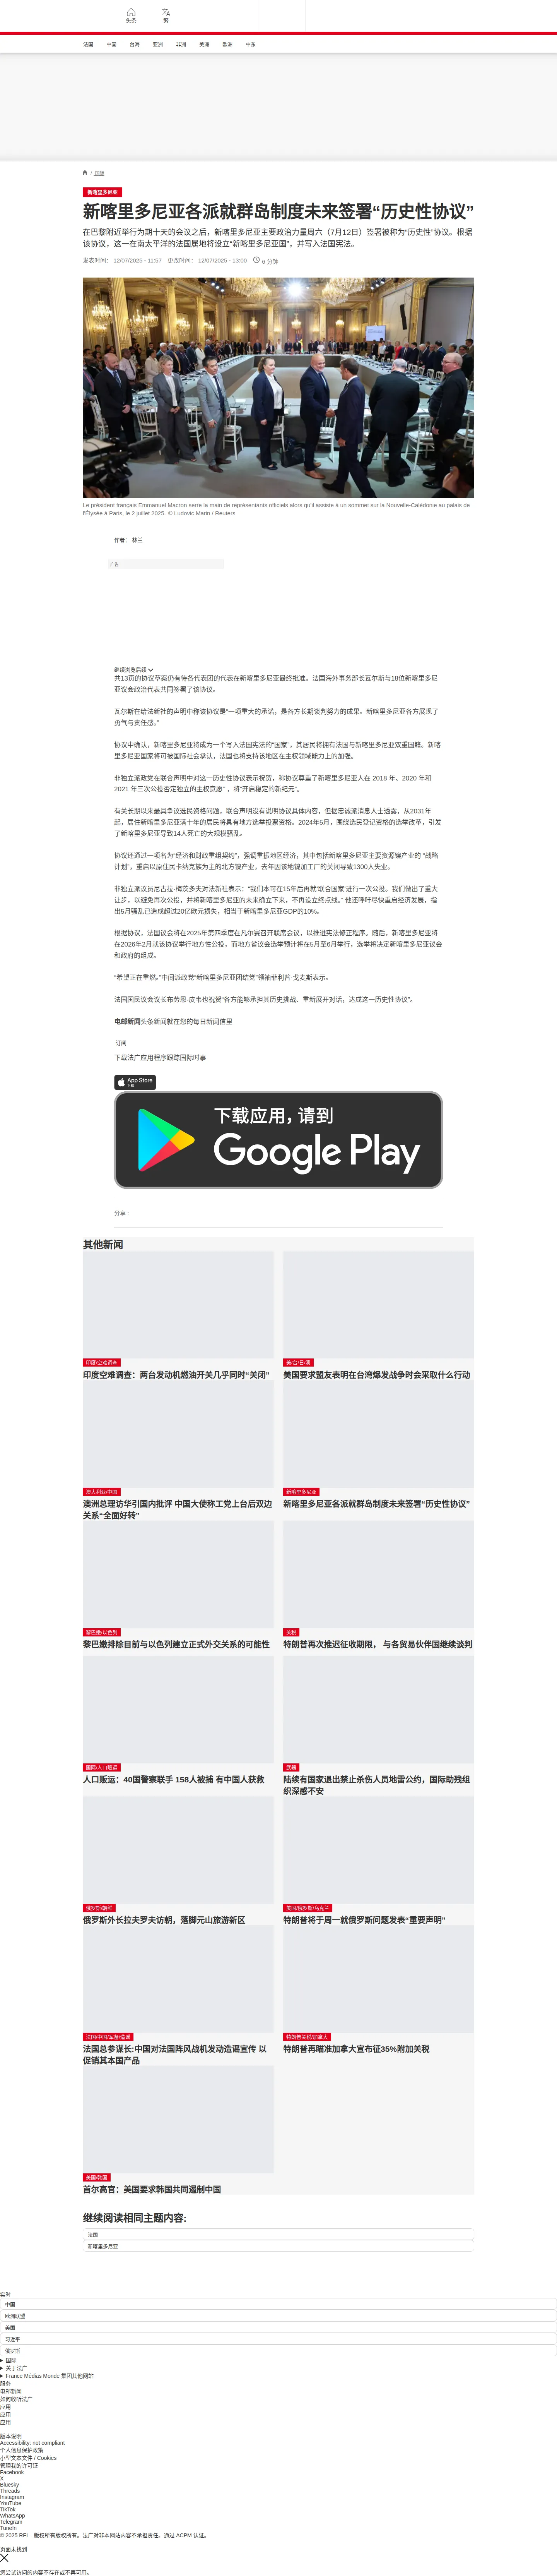 头条
繁
法国
中国
台海
亚洲
非洲
美洲
欧洲
中东
/ 国际
新喀里多尼亚
新喀里多尼亚各派就群岛制度未来签署“历史性协议”
在巴黎附近举行为期十天的会议之后，新喀里多尼亚主要政治力量周六（7月12日）签署被称为“历史性”协议。根据
该协议，这一在南太平洋的法国属地将设立“新喀里多尼亚国”，并写入法国宪法。
发表时间： 12/07/2025 - 11:57 更改时间： 12/07/2025 - 13:00 6 分钟
Le président français Emmanuel Macron serre la main de représentants officiels alors qu'il assiste à un sommet sur la Nouvelle-Calédonie au palais de
l'Élysée à Paris, le 2 juillet 2025. © Ludovic Marin / Reuters
作者： 林兰
广告
继续浏览后续
共13页的协议草案仍有待各代表团的代表在新喀里多尼亚最终批准。法国海外事务部长瓦尔斯与18位新喀里多尼
亚议会政治代表共同签署了该协议。
瓦尔斯在给法新社的声明中称该协议是“一项重大的承诺，是各方长期谈判努力的成果。新喀里多尼亚各方展现了
勇气与责任感。”
协议中确认，新喀里多尼亚将成为一个写入法国宪法的“国家”，其居民将拥有法国与新喀里多尼亚双重国籍。新喀
里多尼亚国家将可被国际社会承认，法国也将支持该地区在主权领域能力上的加强。
非独立派政党在联合声明中对这一历史性协议表示祝贺，称协议尊重了新喀里多尼亚人在 2018 年、2020 年和
2021 年三次公投否定独立的主权意愿”，将“开启稳定的新纪元”。
有关长期以来最具争议选民资格问题，联合声明没有说明协议具体内容，但据忠诚派消息人士透露，从2031年
起，居住新喀里多尼亚满十年的居民将具有地方选举投票资格。2024年5月，围绕选民登记资格的选举改革，引发
了新喀里多尼亚导致14人死亡的大规模骚乱。
协议还通过一项名为“经济和财政重组契约”，强调重振地区经济，其中包括新喀里多尼亚主要资源镍产业的 “战略
计划”，重启以原住民卡纳克族为主的北方镍产业，去年因该地镍加工厂的关闭导致1300人失业。
非独立派议员尼古拉·梅茨多夫对法新社表示：“我们本可在15年后再就‘联合国家’进行一次公投。我们做出了重大
让步，以避免再次公投，并将新喀里多尼亚的未来确立下来，不再设立终点线。” 他还呼吁尽快重启经济发展，指
出5月骚乱已造成超过20亿欧元损失，相当于新喀里多尼亚GDP的10%。
根据协议，法国议会将在2025年第四季度在凡尔赛召开联席会议，以推进宪法修正程序。随后，新喀里多尼亚将
在2026年2月就该协议举行地方性公投，而地方省议会选举预计将在5月至6月举行，选举将决定新喀里多尼亚议会
和政府的组成。
“希望正在重燃。”中间派政党“新喀里多尼亚团结党”领袖菲利普·戈麦斯表示。
法国国民议会议长布劳恩-皮韦也祝贺“各方能够承担其历史挑战、重新展开对话，达成这一历史性协议”。
电邮新闻头条新闻就在您的每日新闻信里
订阅
下载法广应用程序跟踪国际时事
App Store
下载
下载应用，请到
Google Play
分享 :
其他新闻
印度/空难调查
印度空难调查：两台发动机燃油开关几乎同时“关闭”
美/台/日/澳
美国要求盟友表明在台湾爆发战争时会采取什么行动
澳大利亚/中国
澳洲总理访华引国内批评 中国大使称工党上台后双边
关系“全面好转”
新喀里多尼亚
新喀里多尼亚各派就群岛制度未来签署“历史性协议”
黎巴嫩/以色列
黎巴嫩排除目前与以色列建立正式外交关系的可能性
关税
特朗普再次推迟征收期限， 与各贸易伙伴国继续谈判
国际/人口贩运
人口贩运：40国警察联手 158人被捕 有中国人获救
武器
陆续有国家退出禁止杀伤人员地雷公约，国际助残组
织深感不安
俄罗斯/朝鲜
俄罗斯外长拉夫罗夫访朝，落脚元山旅游新区
美国/俄罗斯/乌克兰
特朗普将于周一就俄罗斯问题发表“重要声明”
法国/中国/军备/造谣
法国总参谋长:中国对法国阵风战机发动造谣宣传 以
促销其本国产品
特朗普关税/加拿大
特朗普再瞄准加拿大宣布征35%附加关税
美国/韩国
首尔高官：美国要求韩国共同遏制中国
继续阅读相同主题内容:
法国
新喀里多尼亚
实时
中国
欧洲联盟
美国
习近平
俄罗斯
国际
关于法广
France Médias Monde 集团其他网站
服务
电邮新闻
如何收听法广
应用
应用
应用
版本说明
Accessibility: not compliant
个人信息保护政策
小型文本文件 / Cookies
管理我的许可证
Facebook
X
Bluesky
Threads
Instagram
YouTube
TikTok
WhatsApp
Telegram
TuneIn
© 2025 RFI – 版权所有版权所有。法广对非本网站内容不承担责任。通过 ACPM 认证。
页面未找到
您尝试访问的内容不存在或不再可用。